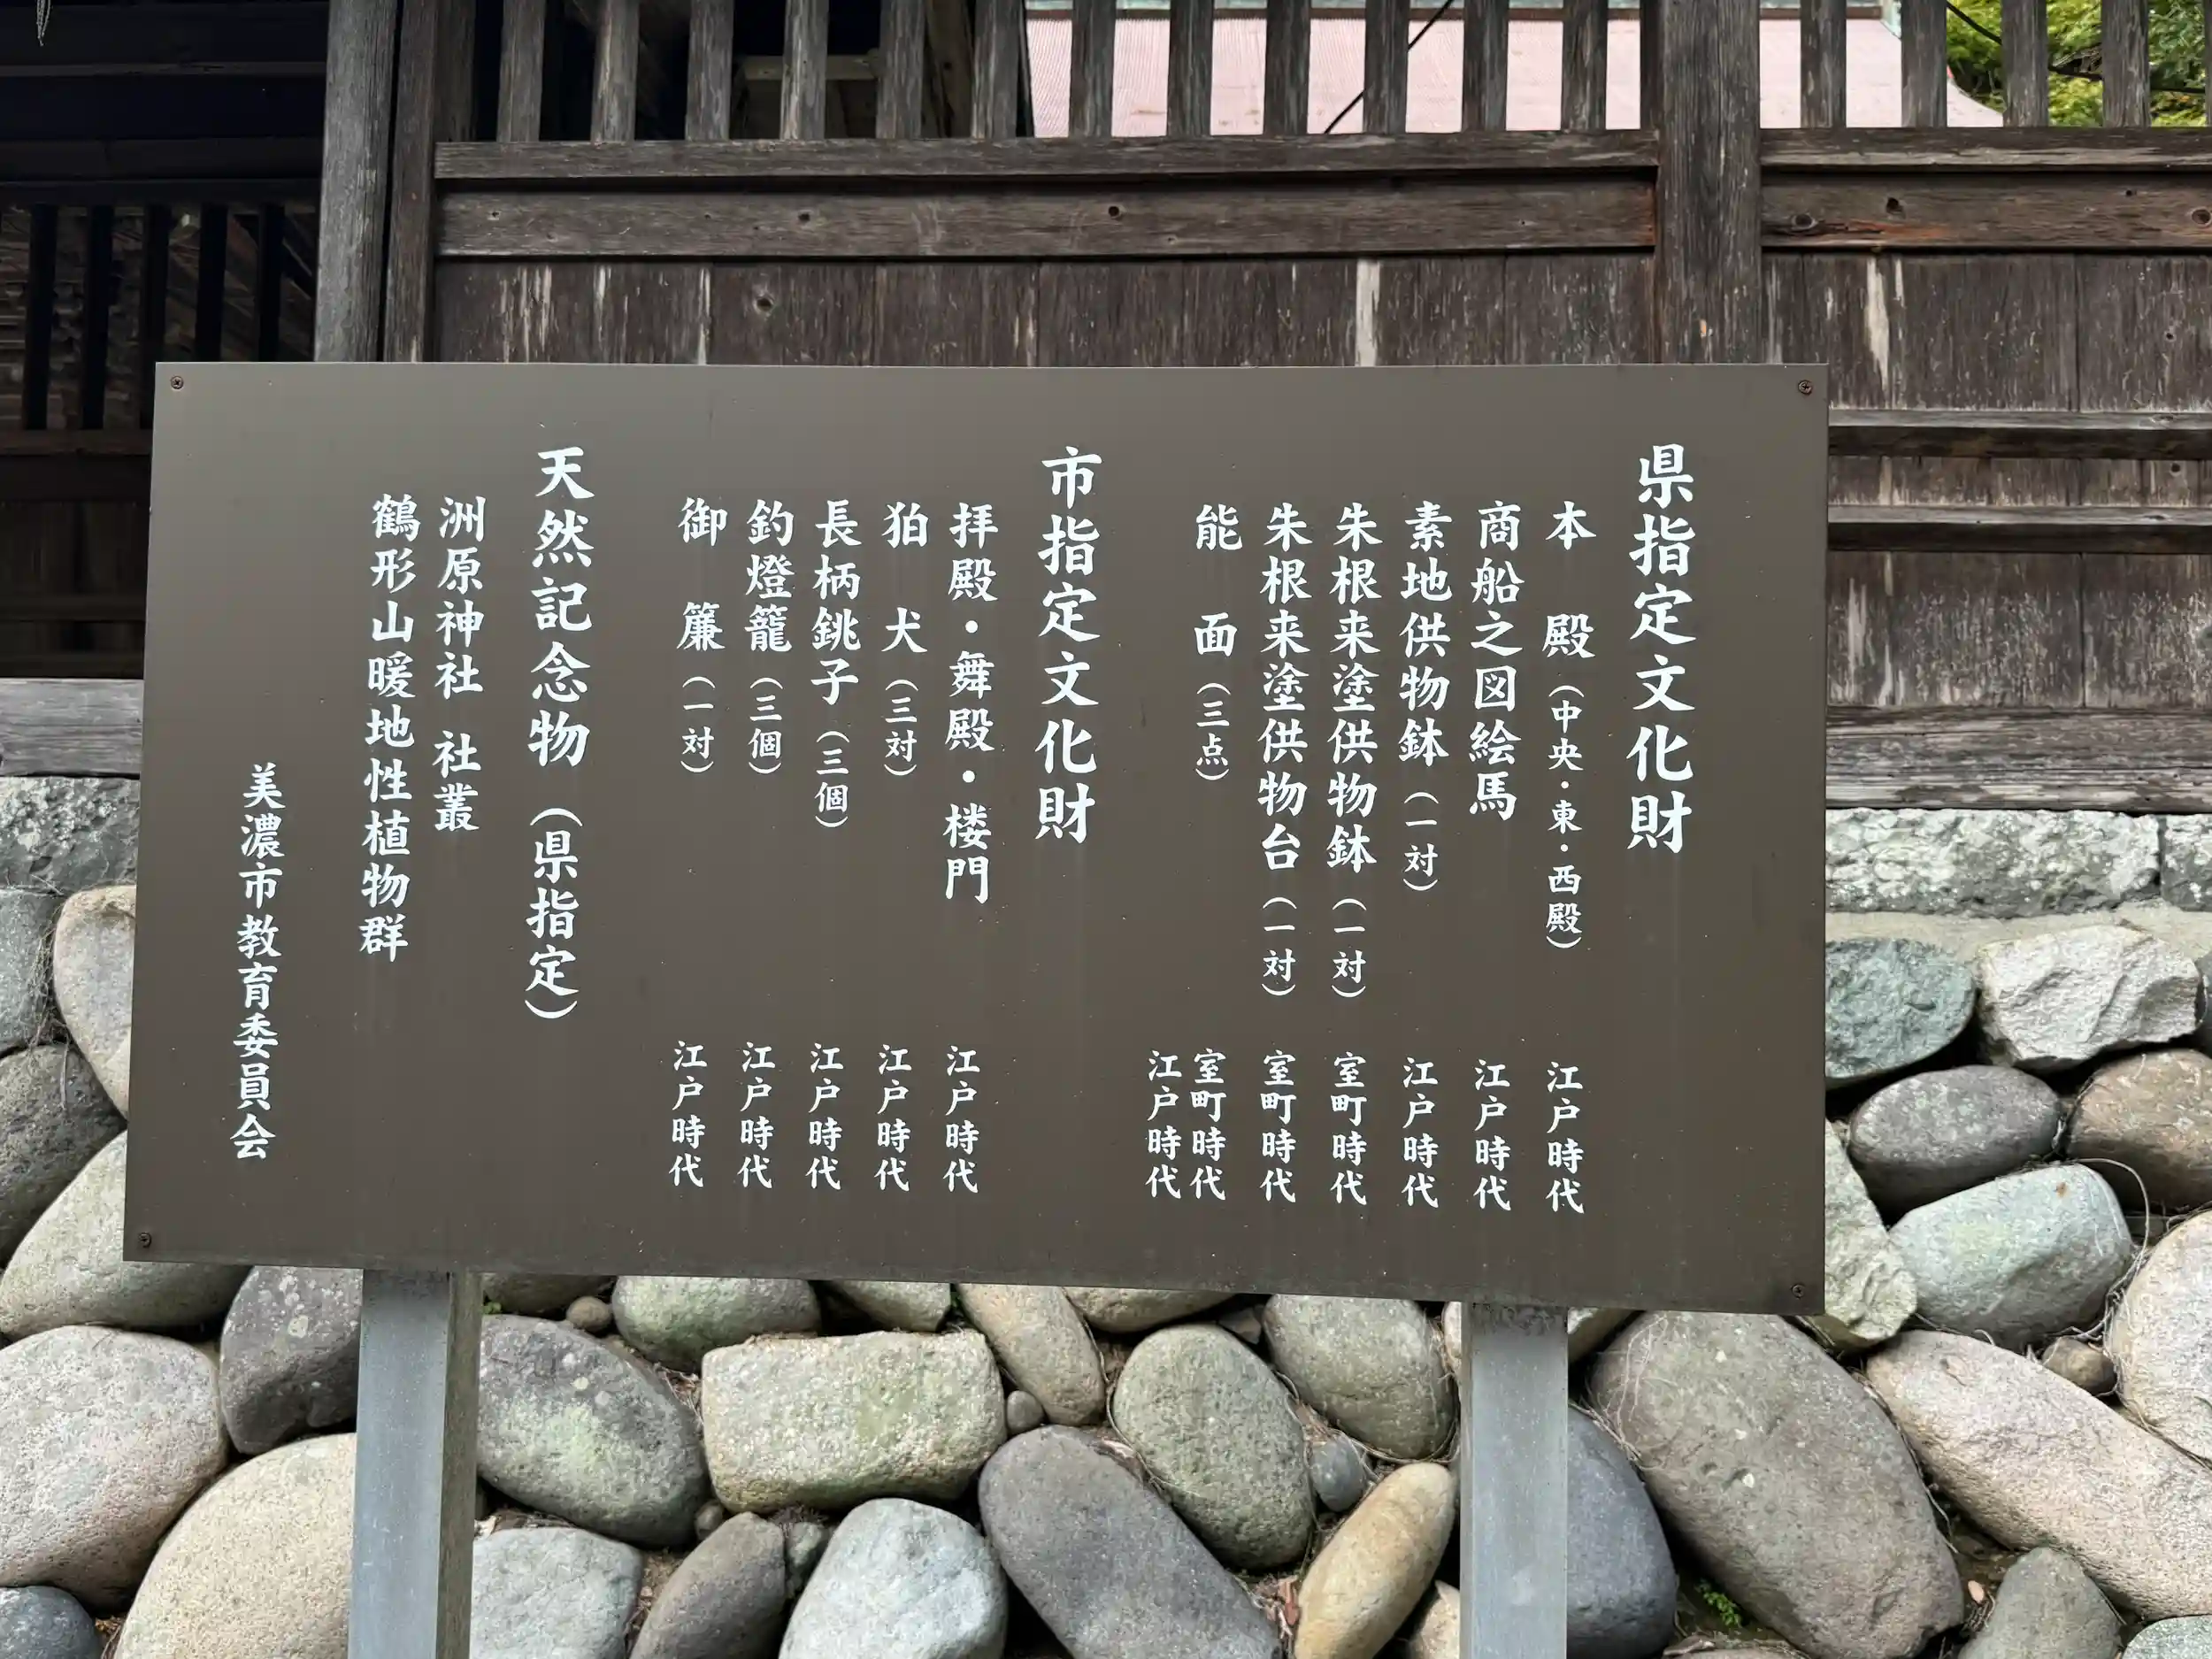 県指定文化財
本殿（中央・東・西殿） 江戸時代
商船之図絵馬 江戸時代
素地供物鉢（一対） 江戸時代
朱根来塗供物鉢（一対） 室町時代
朱根来塗供物台（一対） 室町時代
能面（三点） 室町時代
江戸時代
市指定文化財
拝殿・舞殿・楼門 江戸時代
狛犬（三対） 江戸時代
長柄銚子（三個） 江戸時代
釣燈籠（三個） 江戸時代
御簾（一対） 江戸時代
天然記念物（県指定）
洲原神社 社叢
鶴形山暖地性植物群
美濃市教育委員会